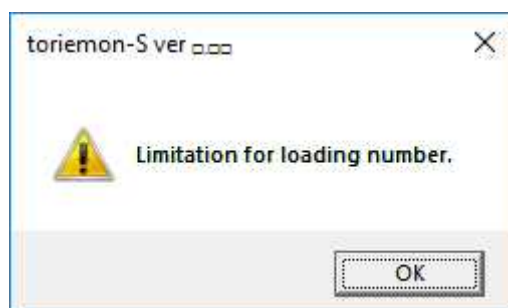 toriemon-S ver □.□□
Limitation for loading number.
OK